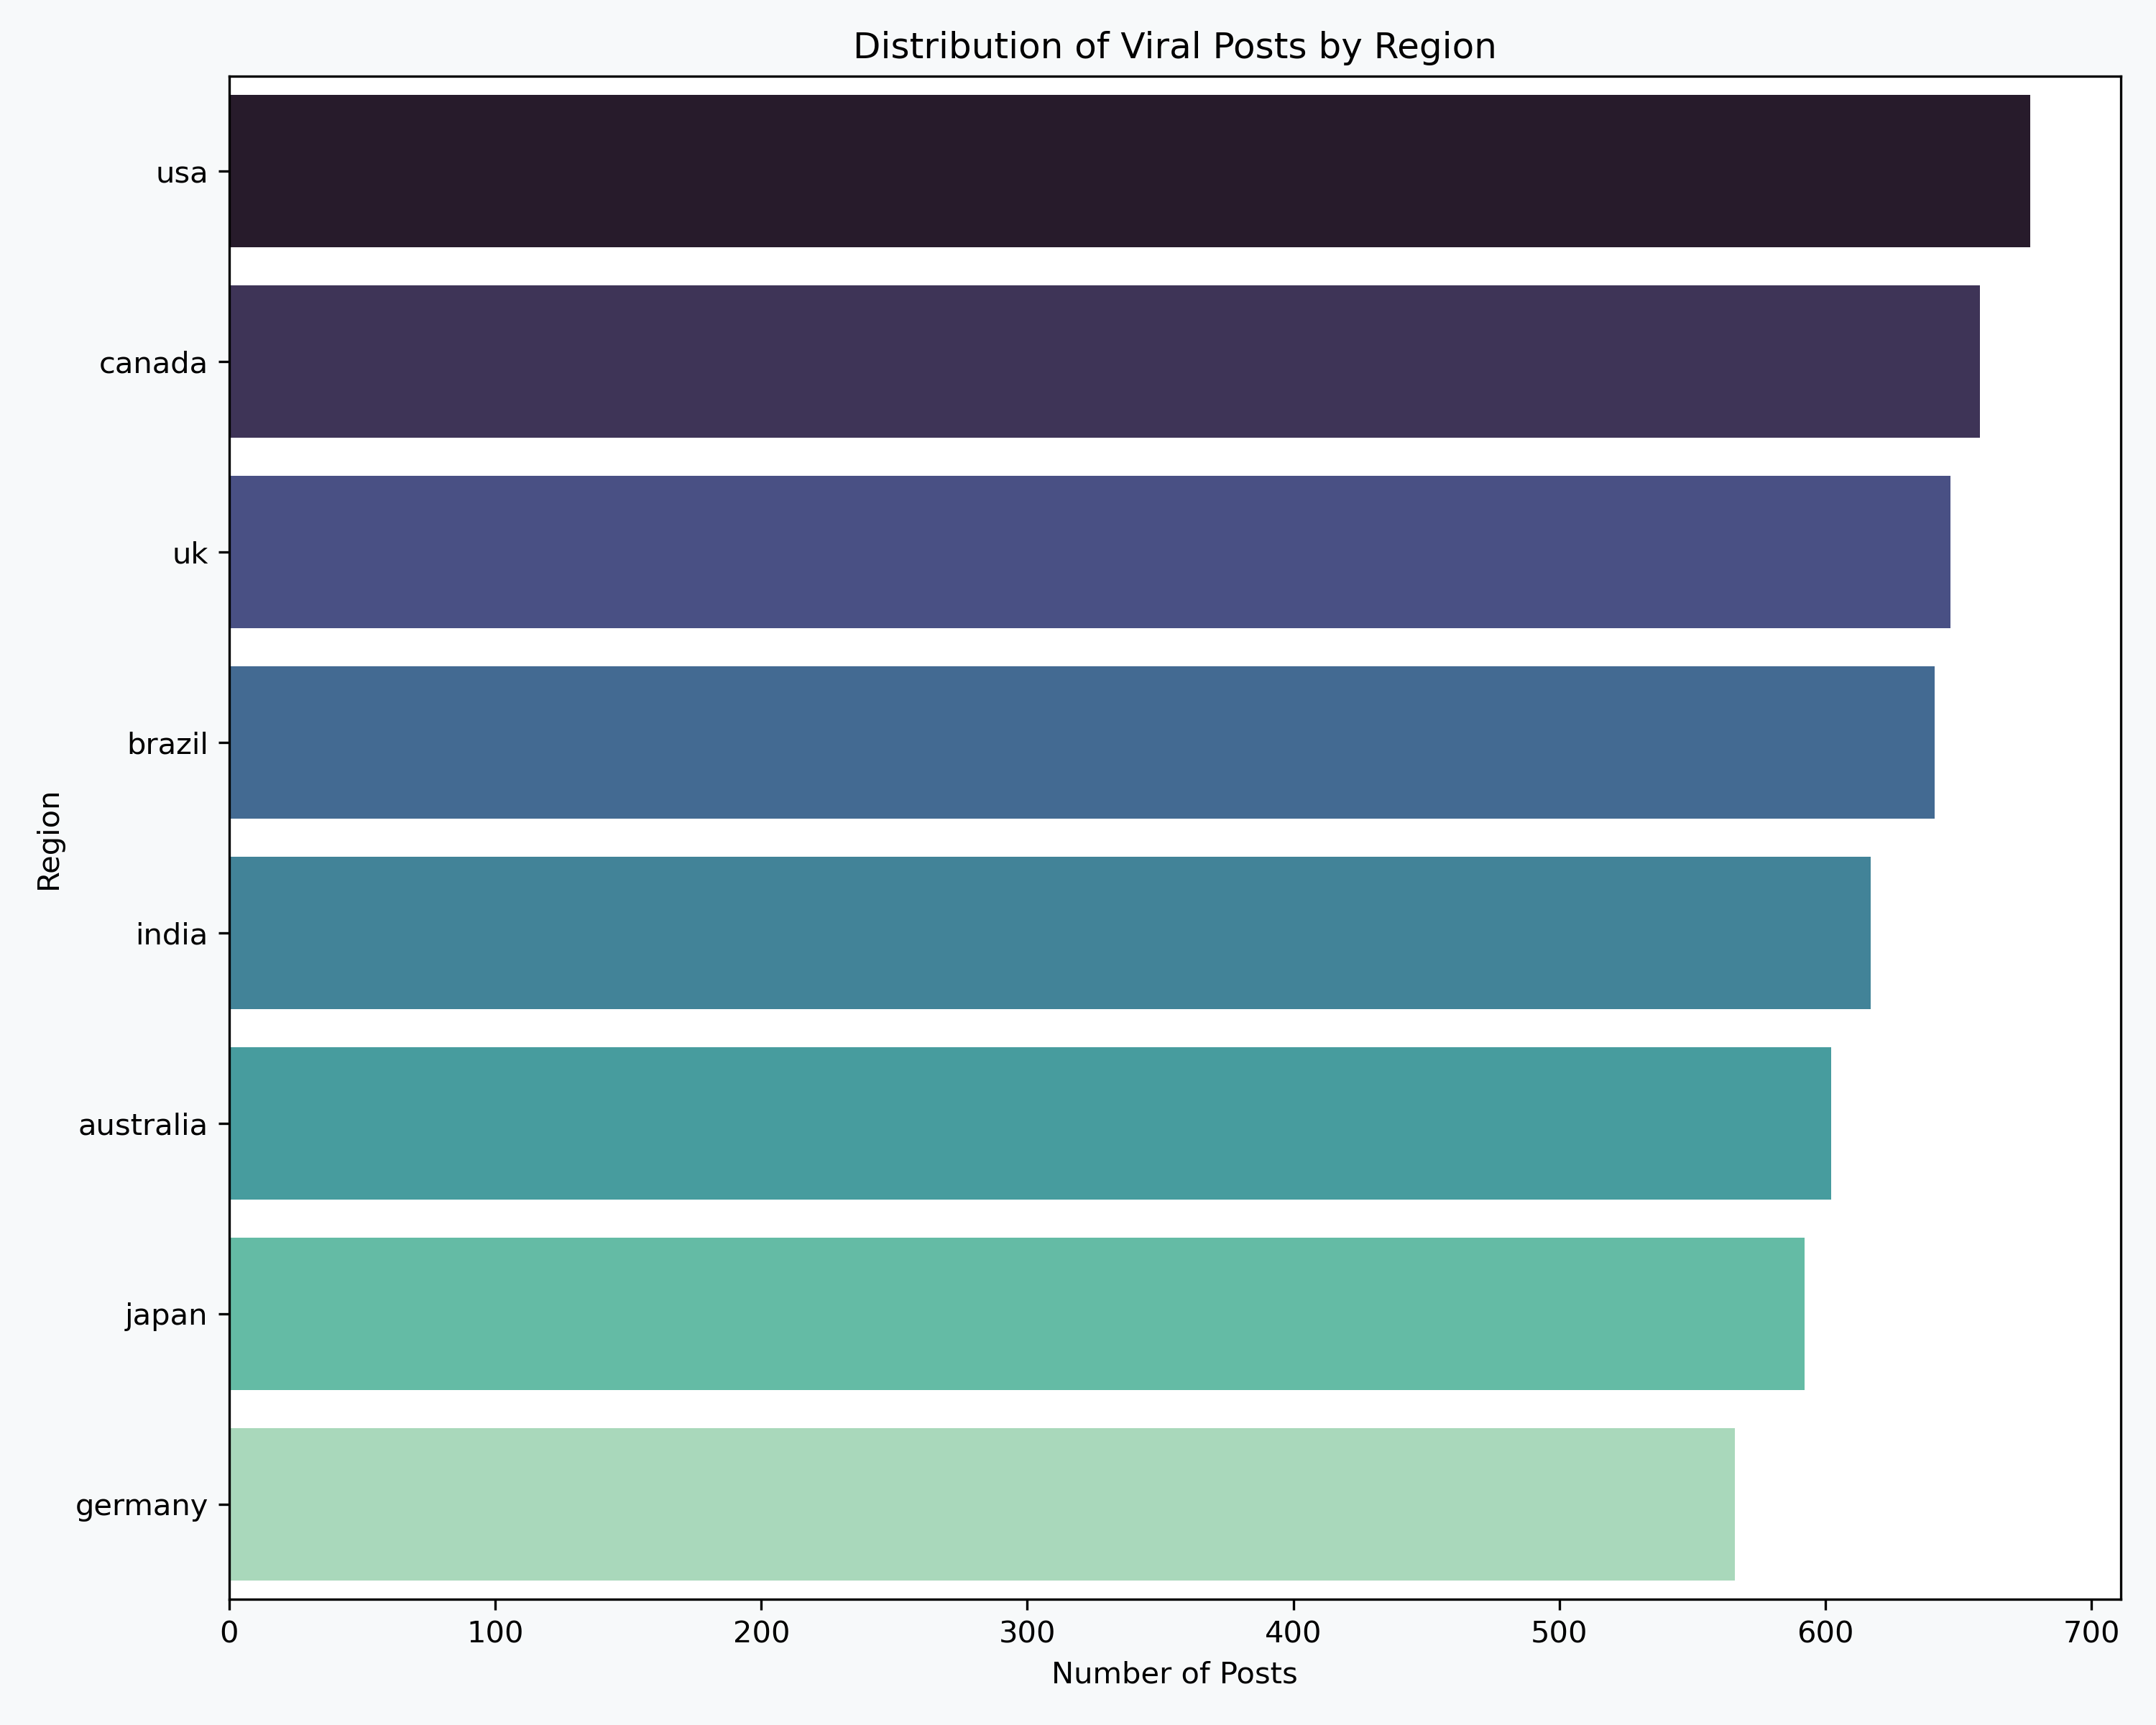 Distribution of Viral Posts by Region
Region
usa
canada
uk
brazil
india
australia
japan
germany
0 100 200 300 400 500 600 700
Number of Posts